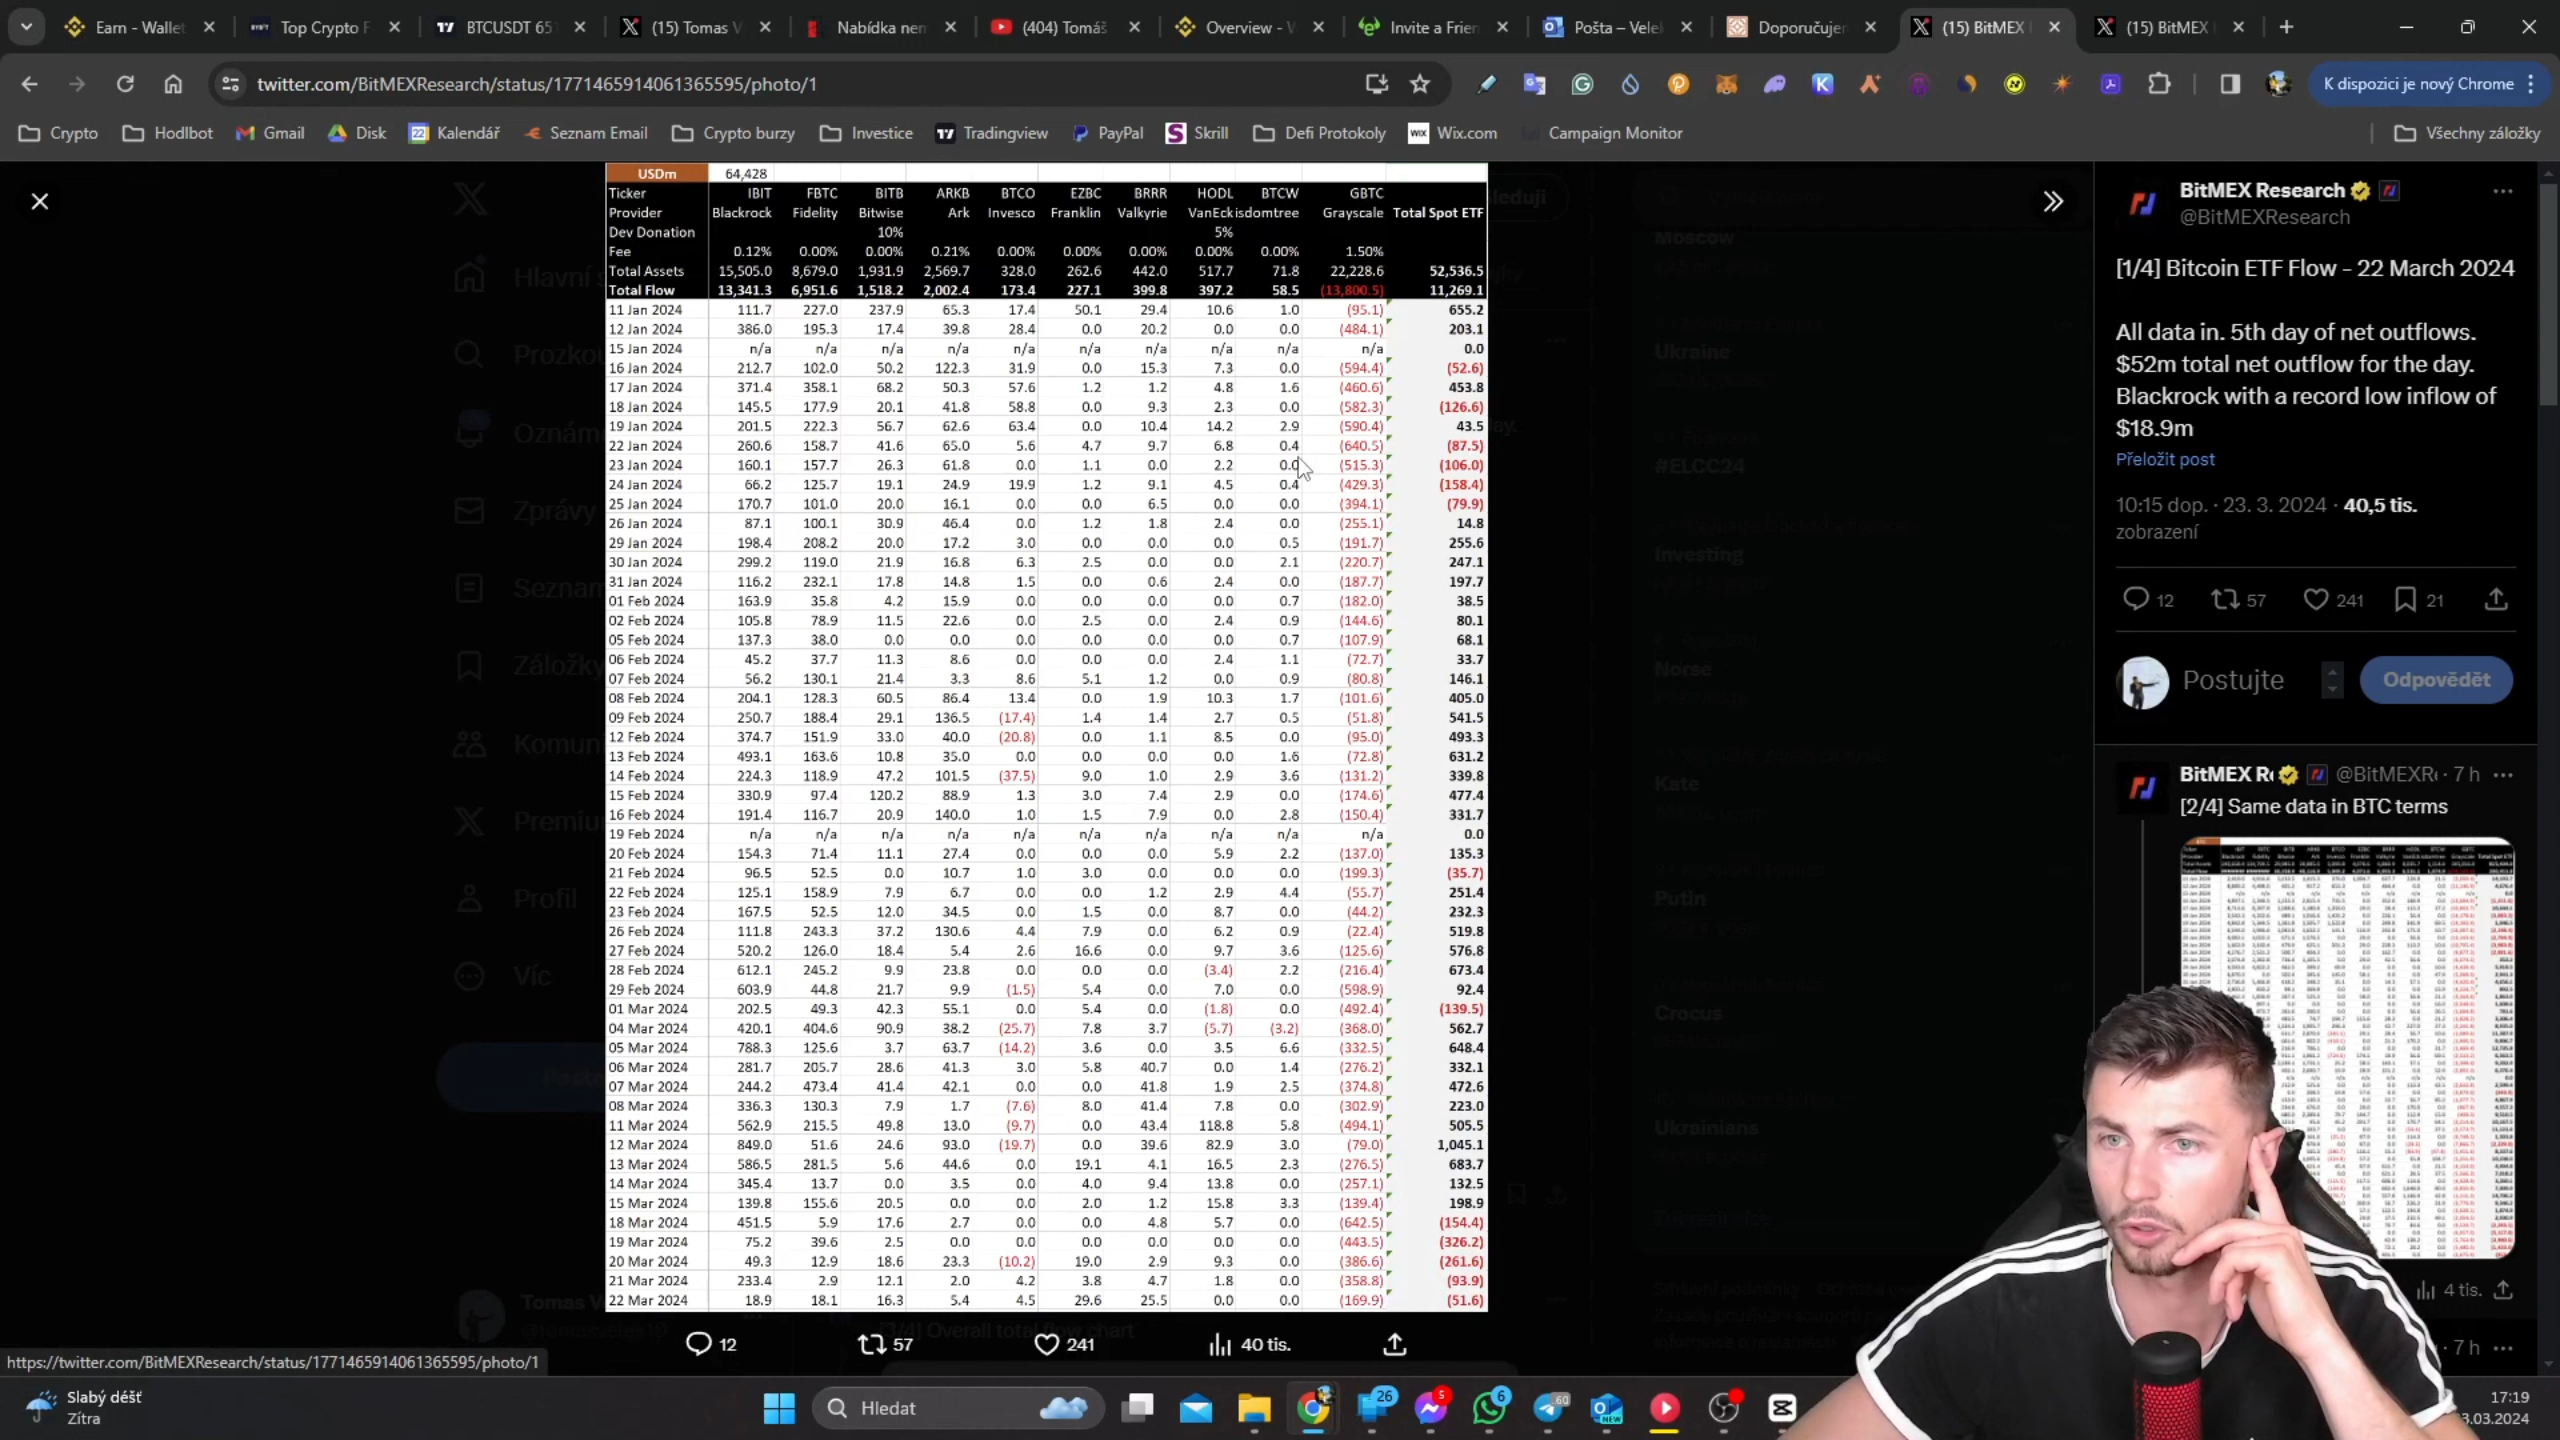 Earn - Wallet
Top Crypto F
BTCUSDT 65
(15) Tomas V
Nabídka nem
(404) Tomáš
Overview - W
Invite a Frien
Pošta – Velek
Doporučujem
(15) BitMEX
(15) BitMEX
twitter.com/BitMEXResearch/status/1771465914061365595/photo/1
K dispozici je nový Chrome
Crypto Hodlbot Gmail Disk Kalendář Seznam Email Crypto burzy Investice Tradingview PayPal Skrill Defi Protokoly Wix.com Campaign Monitor Všechny záložky
USDm 64,428
Ticker IBIT FBTC BITB ARKB BTCO EZBC BRRR HODL BTCW GBTC
Provider Blackrock Fidelity Bitwise Ark Invesco Franklin Valkyrie VanEck isdomtree Grayscale Total Spot ETF
Dev Donation 10% 5%
Fee 0.12% 0.00% 0.00% 0.21% 0.00% 0.00% 0.00% 0.00% 0.00% 1.50%
Total Assets 15,505.0 8,679.0 1,931.9 2,569.7 328.0 262.6 442.0 517.7 71.8 22,228.6 52,536.5
Total Flow 13,341.3 6,951.6 1,518.2 2,002.4 173.4 227.1 399.8 397.2 58.5 (13,800.5) 11,269.1
11 Jan 2024 111.7 227.0 237.9 65.3 17.4 50.1 29.4 10.6 1.0 (95.1) 655.2
12 Jan 2024 386.0 195.3 17.4 39.8 28.4 0.0 20.2 0.0 0.0 (484.1) 203.1
15 Jan 2024 n/a n/a n/a n/a n/a n/a n/a n/a n/a n/a 0.0
16 Jan 2024 212.7 102.0 50.2 122.3 31.9 0.0 15.3 7.3 0.0 (594.4) (52.6)
17 Jan 2024 371.4 358.1 68.2 50.3 57.6 1.2 1.2 4.8 1.6 (460.6) 453.8
18 Jan 2024 145.5 177.9 20.1 41.8 58.8 0.0 9.3 2.3 0.0 (582.3) (126.6)
19 Jan 2024 201.5 222.3 56.7 62.6 63.4 0.0 10.4 14.2 2.9 (590.4) 43.5
22 Jan 2024 260.6 158.7 41.6 65.0 5.6 4.7 9.7 6.8 0.4 (640.5) (87.5)
23 Jan 2024 160.1 157.7 26.3 61.8 0.0 1.1 0.0 2.2 0.0 (515.3) (106.0)
24 Jan 2024 66.2 125.7 19.1 24.9 19.9 1.2 9.1 4.5 0.4 (429.3) (158.4)
25 Jan 2024 170.7 101.0 20.0 16.1 0.0 0.0 6.5 0.0 0.0 (394.1) (79.9)
26 Jan 2024 87.1 100.1 30.9 46.4 0.0 1.2 1.8 2.4 0.0 (255.1) 14.8
29 Jan 2024 198.4 208.2 20.0 17.2 3.0 0.0 0.0 0.0 0.5 (191.7) 255.6
30 Jan 2024 299.2 119.0 21.9 16.8 6.3 2.5 0.0 0.0 2.1 (220.7) 247.1
31 Jan 2024 116.2 232.1 17.8 14.8 1.5 0.0 0.6 2.4 0.0 (187.7) 197.7
01 Feb 2024 163.9 35.8 4.2 15.9 0.0 0.0 0.0 0.0 0.7 (182.0) 38.5
02 Feb 2024 105.8 78.9 11.5 22.6 0.0 2.5 0.0 2.4 0.9 (144.6) 80.1
05 Feb 2024 137.3 38.0 0.0 0.0 0.0 0.0 0.0 0.0 0.7 (107.9) 68.1
06 Feb 2024 45.2 37.7 11.3 8.6 0.0 0.0 0.0 2.4 1.1 (72.7) 33.7
07 Feb 2024 56.2 130.1 21.4 3.3 8.6 5.1 1.2 0.0 0.9 (80.8) 146.1
08 Feb 2024 204.1 128.3 60.5 86.4 13.4 0.0 1.9 10.3 1.7 (101.6) 405.0
09 Feb 2024 250.7 188.4 29.1 136.5 (17.4) 1.4 1.4 2.7 0.5 (51.8) 541.5
12 Feb 2024 374.7 151.9 33.0 40.0 (20.8) 0.0 1.1 8.5 0.0 (95.0) 493.3
13 Feb 2024 493.1 163.6 10.8 35.0 0.0 0.0 0.0 0.0 1.6 (72.8) 631.2
14 Feb 2024 224.3 118.9 47.2 101.5 (37.5) 9.0 1.0 2.9 3.6 (131.2) 339.8
15 Feb 2024 330.9 97.4 120.2 88.9 1.3 3.0 7.4 2.9 0.0 (174.6) 477.4
16 Feb 2024 191.4 116.7 20.9 140.0 1.0 1.5 7.9 0.0 2.8 (150.4) 331.7
19 Feb 2024 n/a n/a n/a n/a n/a n/a n/a n/a n/a n/a 0.0
20 Feb 2024 154.3 71.4 11.1 27.4 0.0 0.0 0.0 5.9 2.2 (137.0) 135.3
21 Feb 2024 96.5 52.5 0.0 10.7 1.0 3.0 0.0 0.0 0.0 (199.3) (35.7)
22 Feb 2024 125.1 158.9 7.9 6.7 0.0 0.0 1.2 2.9 4.4 (55.7) 251.4
23 Feb 2024 167.5 52.5 12.0 34.5 0.0 1.5 0.0 8.7 0.0 (44.2) 232.3
26 Feb 2024 111.8 243.3 37.2 130.6 4.4 7.9 0.0 6.2 0.9 (22.4) 519.8
27 Feb 2024 520.2 126.0 18.4 5.4 2.6 16.6 0.0 9.7 3.6 (125.6) 576.8
28 Feb 2024 612.1 245.2 9.9 23.8 0.0 0.0 0.0 (3.4) 2.2 (216.4) 673.4
29 Feb 2024 603.9 44.8 21.7 9.9 (1.5) 5.4 0.0 7.0 0.0 (598.9) 92.4
01 Mar 2024 202.5 49.3 42.3 55.1 0.0 5.4 0.0 (1.8) 0.0 (492.4) (139.5)
04 Mar 2024 420.1 404.6 90.9 38.2 (25.7) 7.8 3.7 (5.7) (3.2) (368.0) 562.7
05 Mar 2024 788.3 125.6 3.7 63.7 (14.2) 3.6 0.0 3.5 6.6 (332.5) 648.4
06 Mar 2024 281.7 205.7 28.6 41.3 3.0 5.8 40.7 0.0 1.4 (276.2) 332.1
07 Mar 2024 244.2 473.4 41.4 42.1 0.0 0.0 41.8 1.9 2.5 (374.8) 472.6
08 Mar 2024 336.3 130.3 7.9 1.7 (7.6) 8.0 41.4 7.8 0.0 (302.9) 223.0
11 Mar 2024 562.9 215.5 49.8 13.0 (9.7) 0.0 43.4 118.8 5.8 (494.1) 505.5
12 Mar 2024 849.0 51.6 24.6 93.0 (19.7) 0.0 39.6 82.9 3.0 (79.0) 1,045.1
13 Mar 2024 586.5 281.5 5.6 44.6 0.0 19.1 4.1 16.5 2.3 (276.5) 683.7
14 Mar 2024 345.4 13.7 0.0 3.5 0.0 4.0 9.4 13.8 0.0 (257.1) 132.5
15 Mar 2024 139.8 155.6 20.5 0.0 0.0 2.0 1.2 15.8 3.3 (139.4) 198.9
18 Mar 2024 451.5 5.9 17.6 2.7 0.0 0.0 4.8 5.7 0.0 (642.5) (154.4)
19 Mar 2024 75.2 39.6 2.5 0.0 0.0 0.0 0.0 0.0 0.0 (443.5) (326.2)
20 Mar 2024 49.3 12.9 18.6 23.3 (10.2) 19.0 2.9 9.3 0.0 (386.6) (261.6)
21 Mar 2024 233.4 2.9 12.1 2.0 4.2 3.8 4.7 1.8 0.0 (358.8) (93.9)
22 Mar 2024 18.9 18.1 16.3 5.4 4.5 29.6 25.5 0.0 0.0 (169.9) (51.6)
12 57 241 40 tis.
Hlavní s
Prozkou
Oznám
Zprávy
Seznam
Záložky
Komun
Premiu
Profil
Víc
Tomas V
Overall total flow chart
Moscow
Ukraine
#ELCC24
Investing
Norse
Kate
Putin
Crocus
Ukrainians
BitMEX Research
@BitMEXResearch
[1/4] Bitcoin ETF Flow - 22 March 2024
All data in. 5th day of net outflows.
$52m total net outflow for the day.
Blackrock with a record low inflow of
$18.9m
Přeložit post
10:15 dop. · 23. 3. 2024 · 40,5 tis.
zobrazení
12 57 241 21
Postujte Odpovědět
BitMEX Re @BitMEXRe · 7 h
[2/4] Same data in BTC terms
4 tis.
· 7 h
https://twitter.com/BitMEXResearch/status/1771465914061365595/photo/1
Slabý déšť
Zítra
Hledat
26 5 6 60
NEW
17:19
3.03.2024